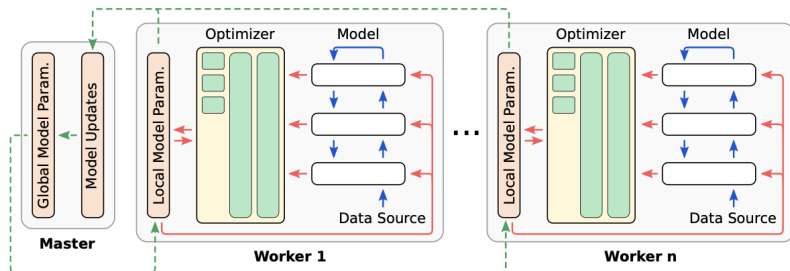 Optimizer
Model
Optimizer
Model
Global Model Param.
Model Updates
Local Model Param.
...
Local Model Param.
Data Source
Data Source
Master
Worker 1
Worker n